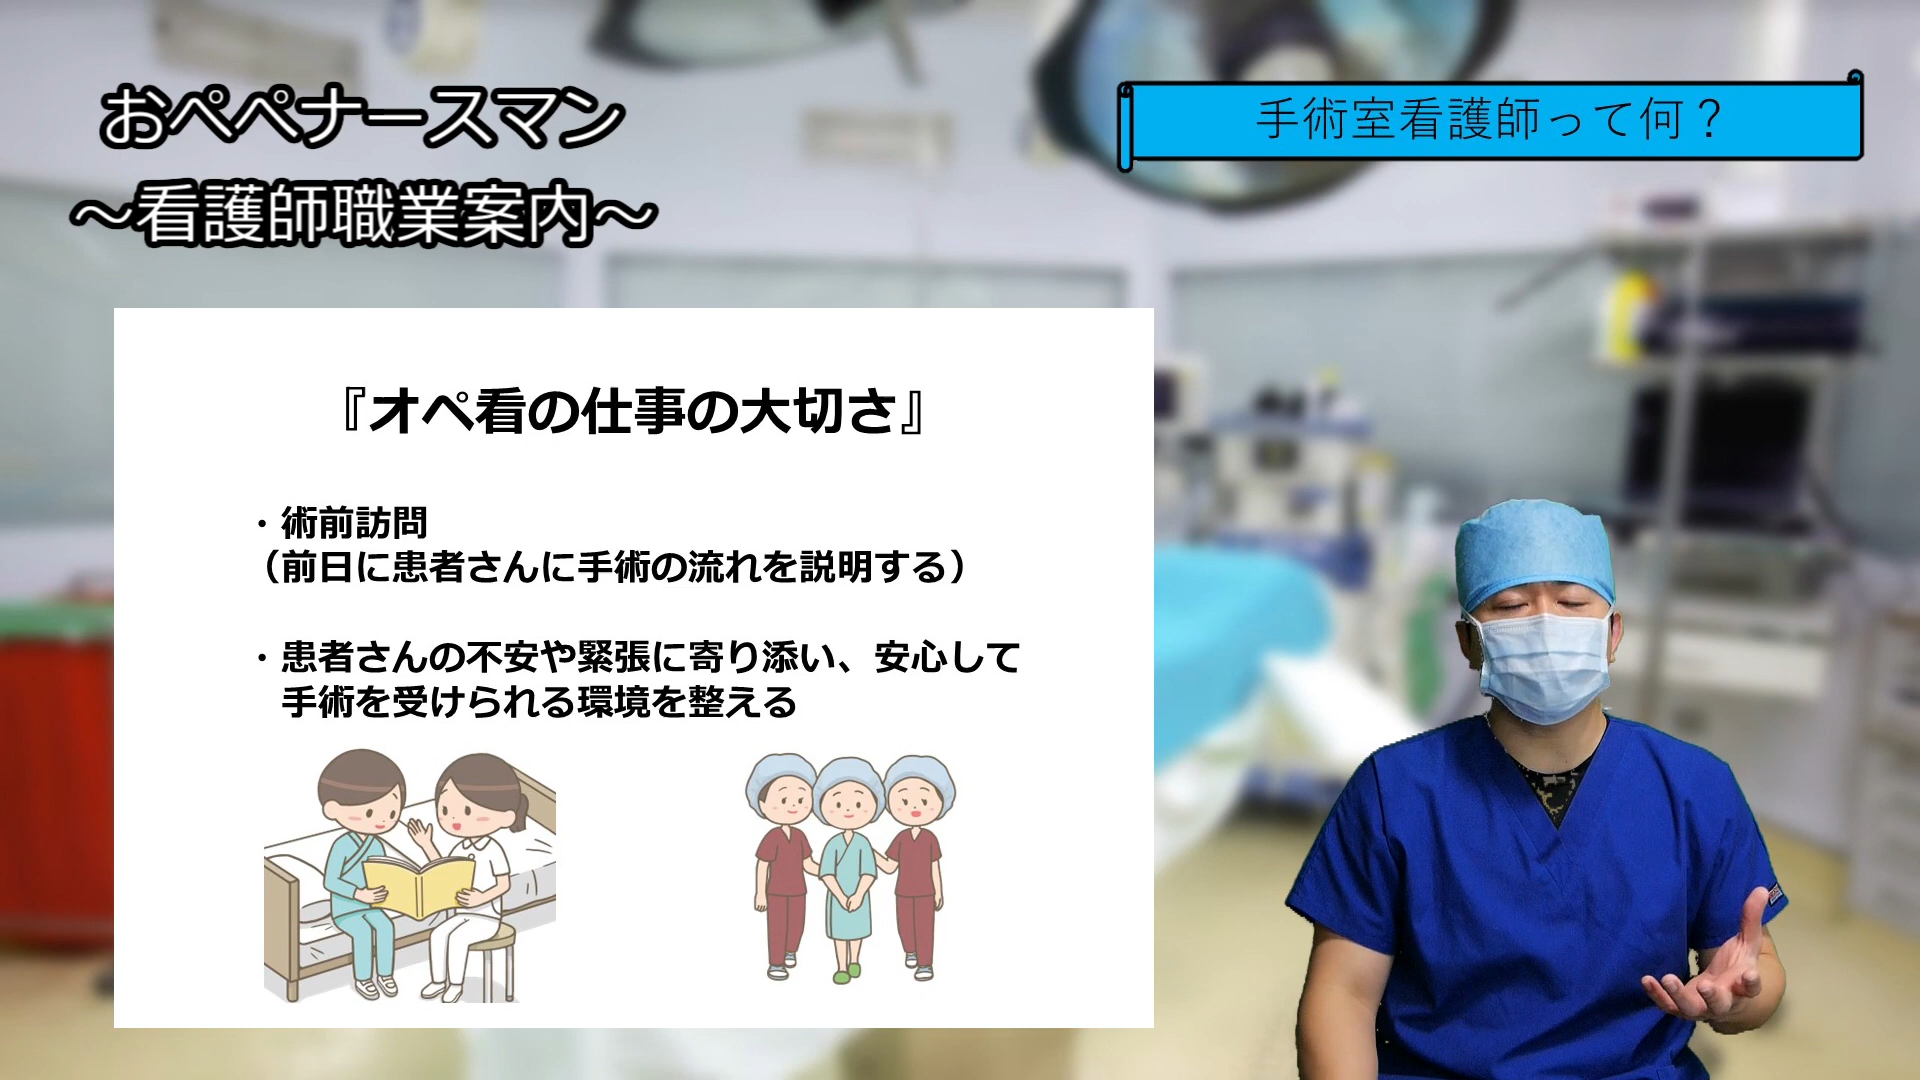 おペペナースマン
～看護師職業案内～
手術室看護師って何？
『オペ看の仕事の大切さ』
・術前訪問
（前日に患者さんに手術の流れを説明する）
・患者さんの不安や緊張に寄り添い、安心して
手術を受けられる環境を整える